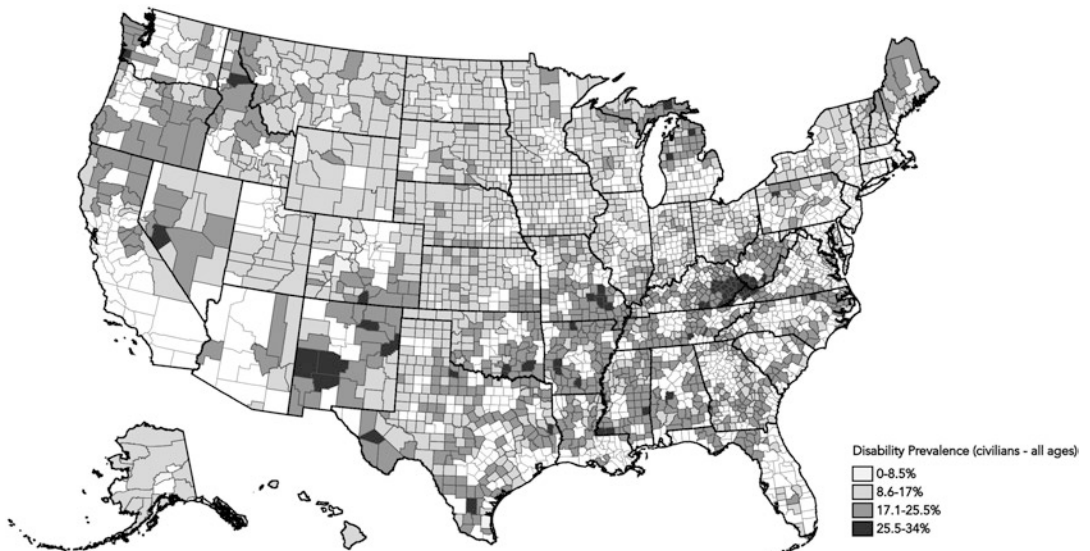 Disability Prevalence (civilians - all ages)
0-8.5%
8.6-17%
17.1-25.5%
25.5-34%